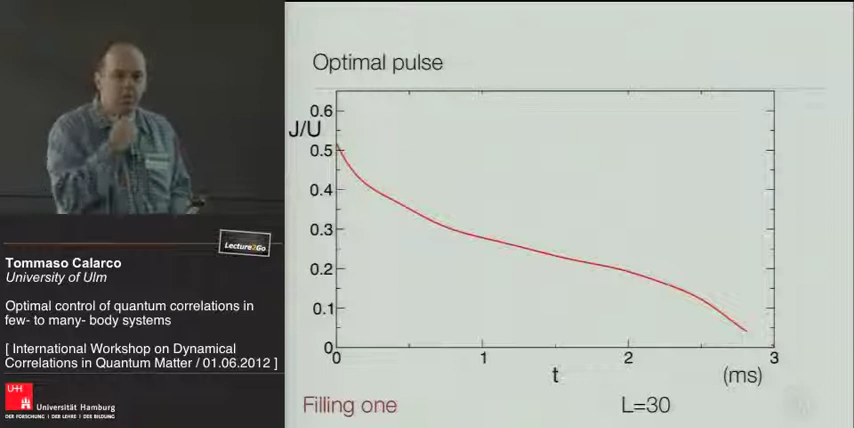 Optimal pulse
J/U
0.6
0.5
0.4
0.3
0.2
0.1
0
0
1
2
3
t
(ms)
Filling one
L=30
Lecture2Go
Tommaso Calarco
University of Ulm
Optimal control of quantum correlations in
few- to many- body systems
[ International Workshop on Dynamical
Correlations in Quantum Matter / 01.06.2012 ]
UH
Universität Hamburg
DER FORSCHUNG | DER LEHRE | DER BILDUNG